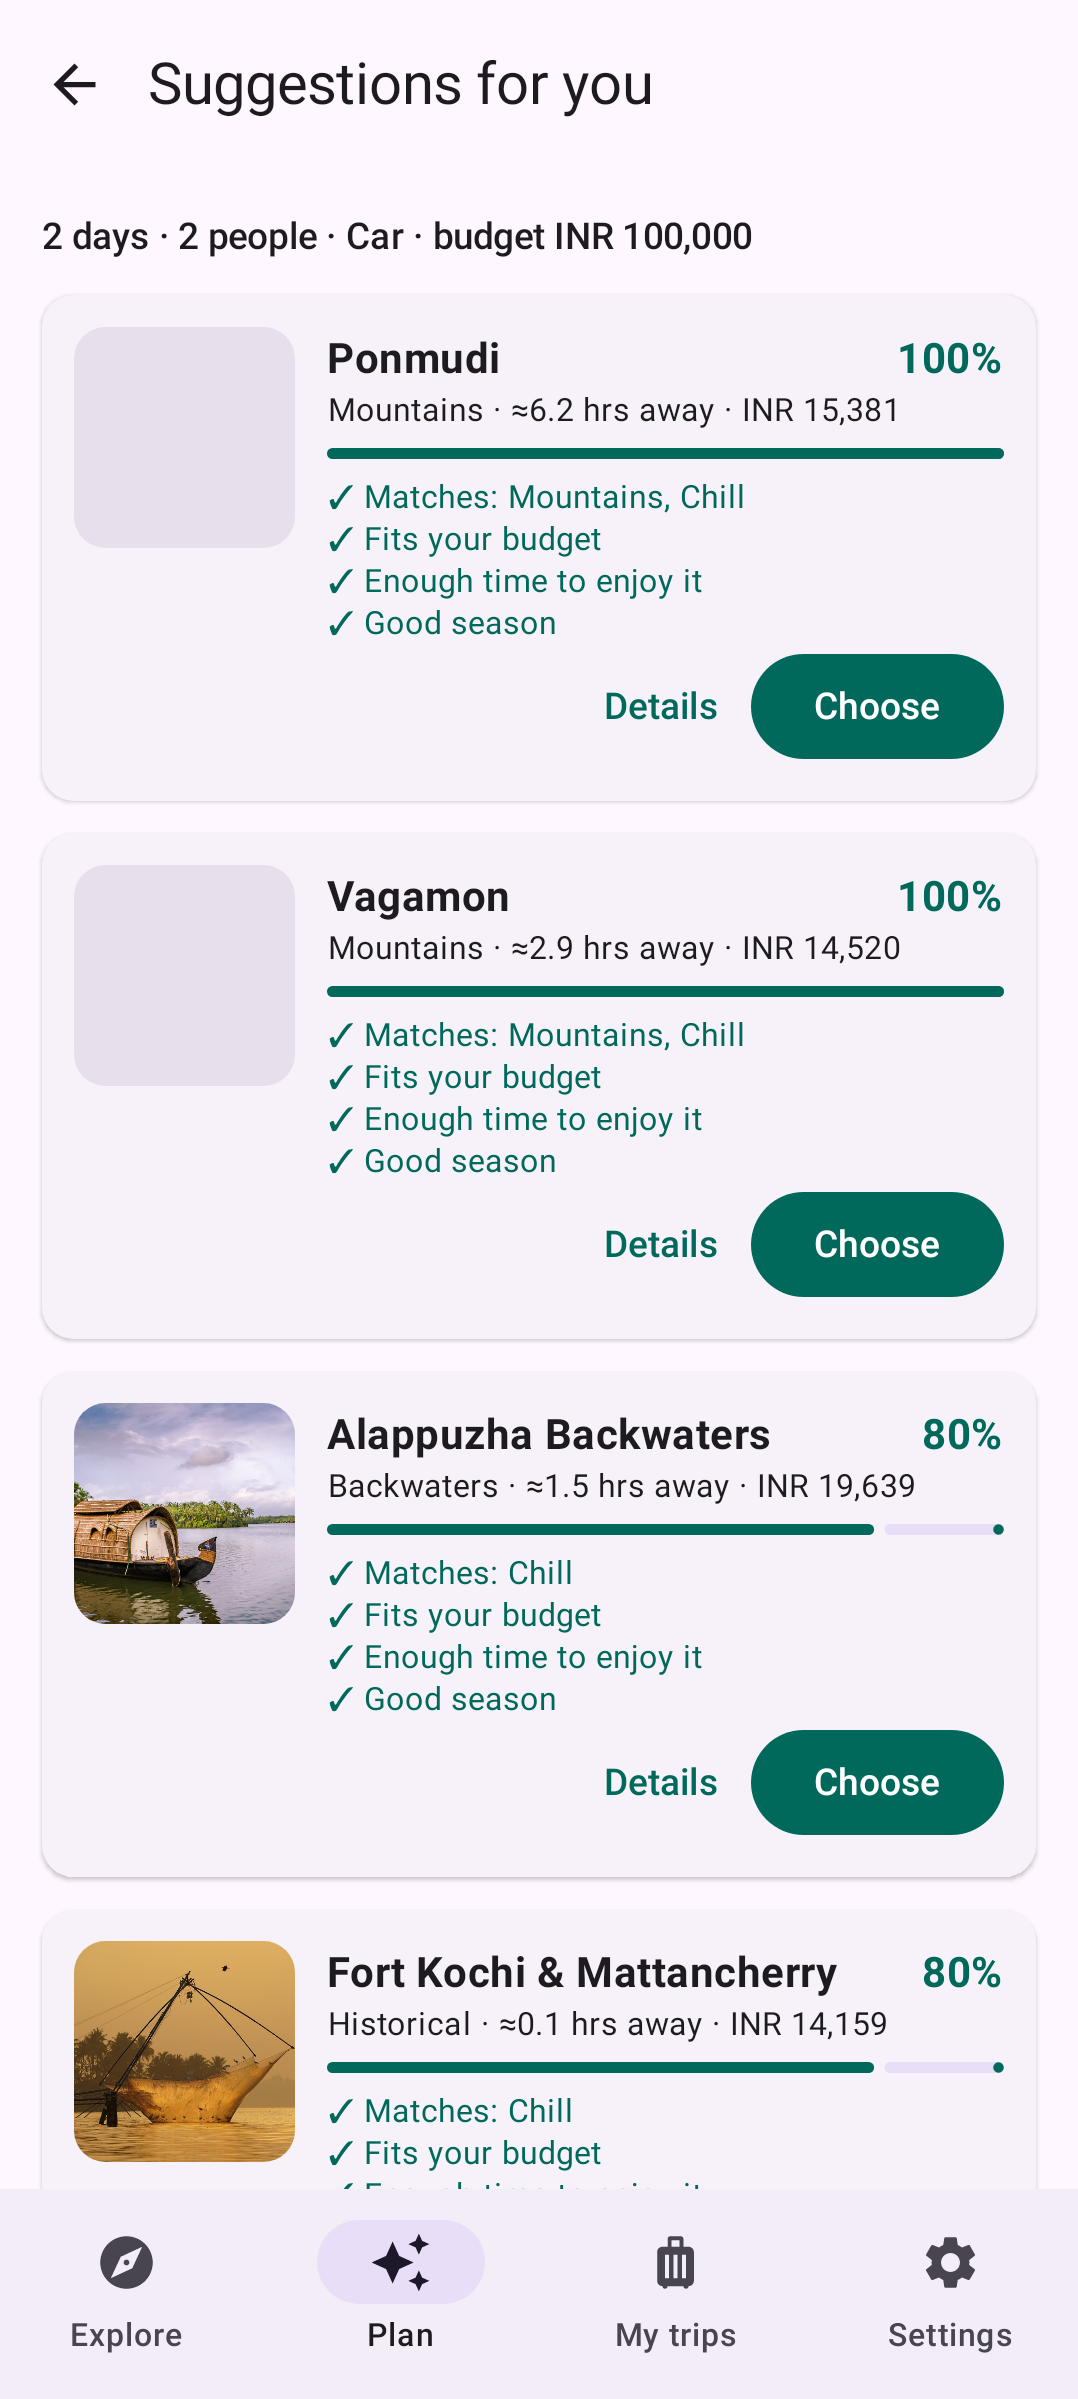 Suggestions for you
2 days · 2 people · Car · budget INR 100,000
Ponmudi 100%
Mountains · ≈6.2 hrs away · INR 15,381
✓ Matches: Mountains, Chill
✓ Fits your budget
✓ Enough time to enjoy it
✓ Good season
Details Choose
Vagamon 100%
Mountains · ≈2.9 hrs away · INR 14,520
✓ Matches: Mountains, Chill
✓ Fits your budget
✓ Enough time to enjoy it
✓ Good season
Details Choose
Alappuzha Backwaters 80%
Backwaters · ≈1.5 hrs away · INR 19,639
✓ Matches: Chill
✓ Fits your budget
✓ Enough time to enjoy it
✓ Good season
Details Choose
Fort Kochi & Mattancherry 80%
Historical · ≈0.1 hrs away · INR 14,159
✓ Matches: Chill
✓ Fits your budget
Explore Plan My trips Settings